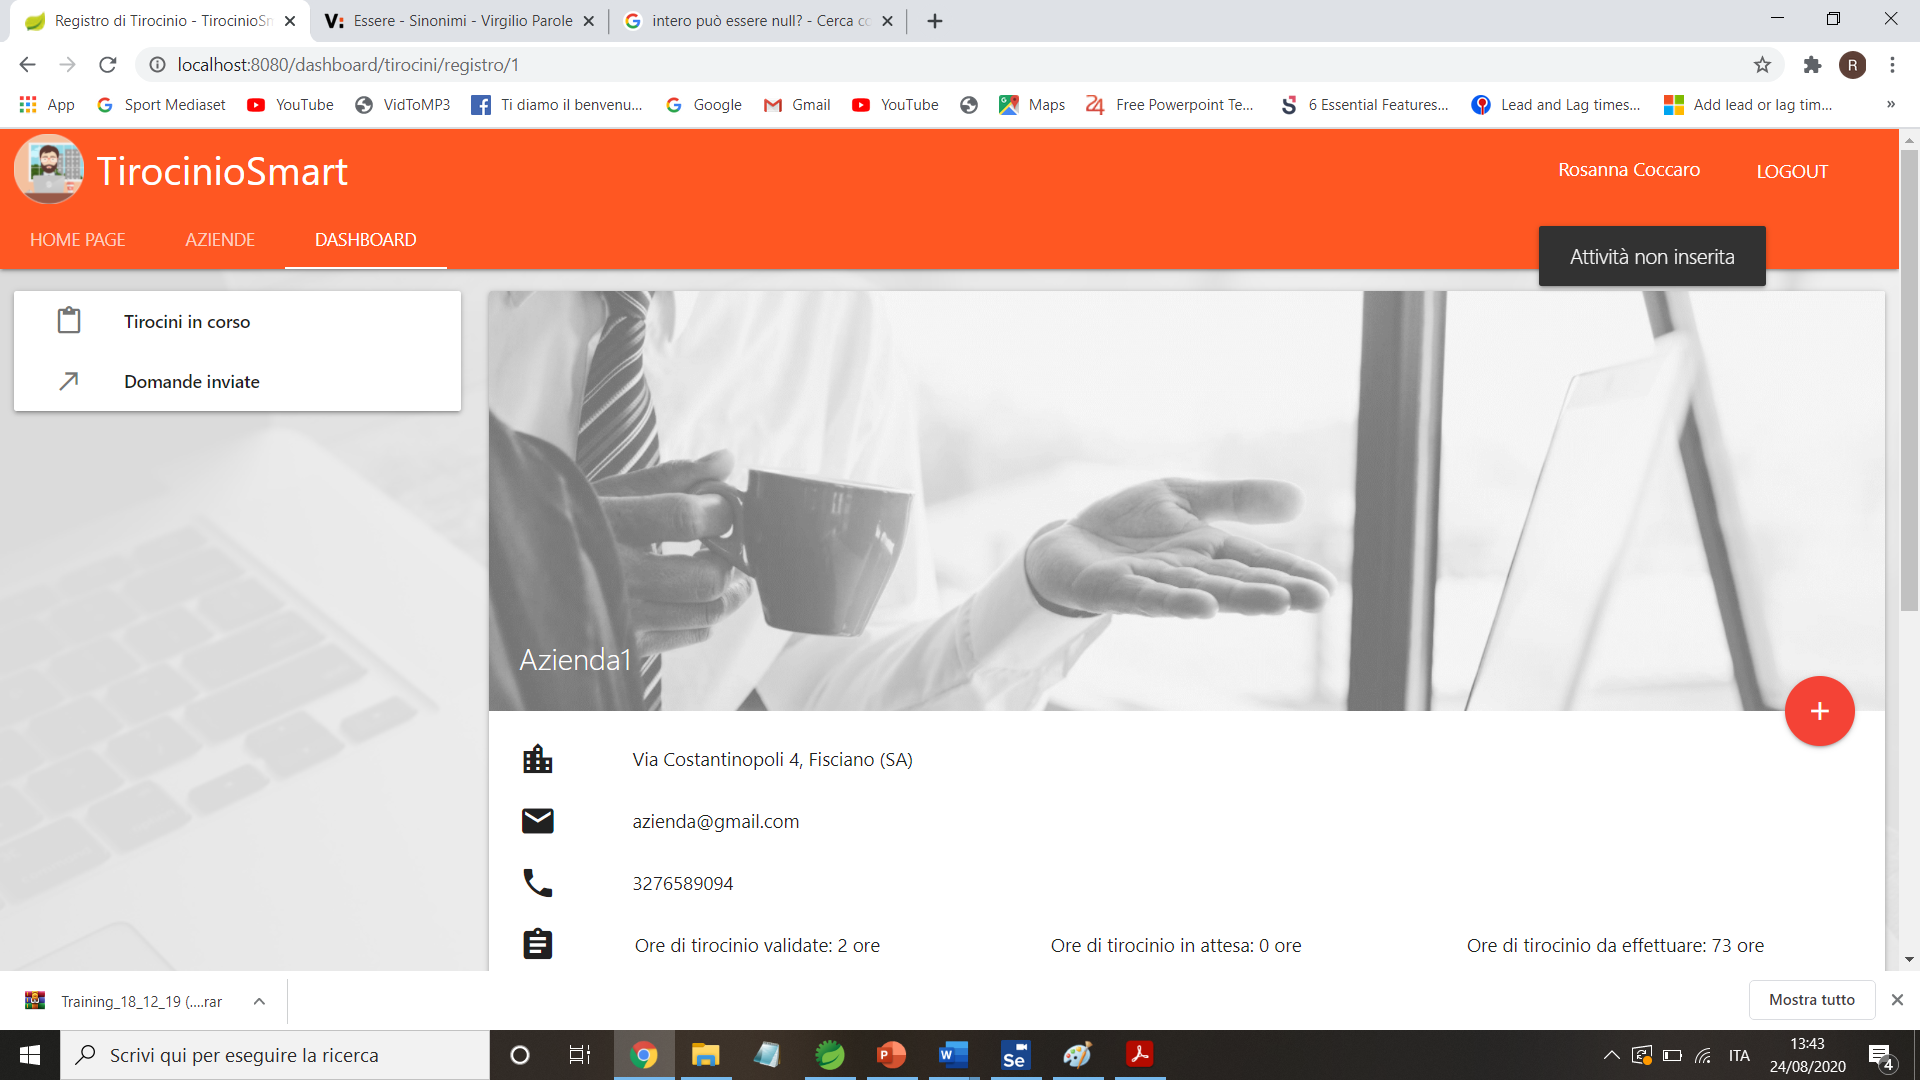 Registro di Tirocinio - TirocinioSn
Essere - Sinonimi - Virgilio Parole
intero può essere null? - Cerca co
localhost:8080/dashboard/tirocini/registro/1
R
App
Sport Mediaset
YouTube
VidToMP3
Ti diamo il benvenu...
Google
Gmail
YouTube
Maps
Free Powerpoint Te...
6 Essential Features...
Lead and Lag times...
Add lead or lag tim...
»
TirocinioSmart
Rosanna Coccaro
LOGOUT
HOME PAGE
AZIENDE
DASHBOARD
Attività non inserita
Tirocini in corso
Domande inviate
Azienda1
+
Via Costantinopoli 4, Fisciano (SA)
azienda@gmail.com
3276589094
Ore di tirocinio validate: 2 ore
Ore di tirocinio in attesa: 0 ore
Ore di tirocinio da effettuare: 73 ore
Training_18_12_19 (....rar
Mostra tutto
Scrivi qui per eseguire la ricerca
Se
ITA
13:43
24/08/2020
4